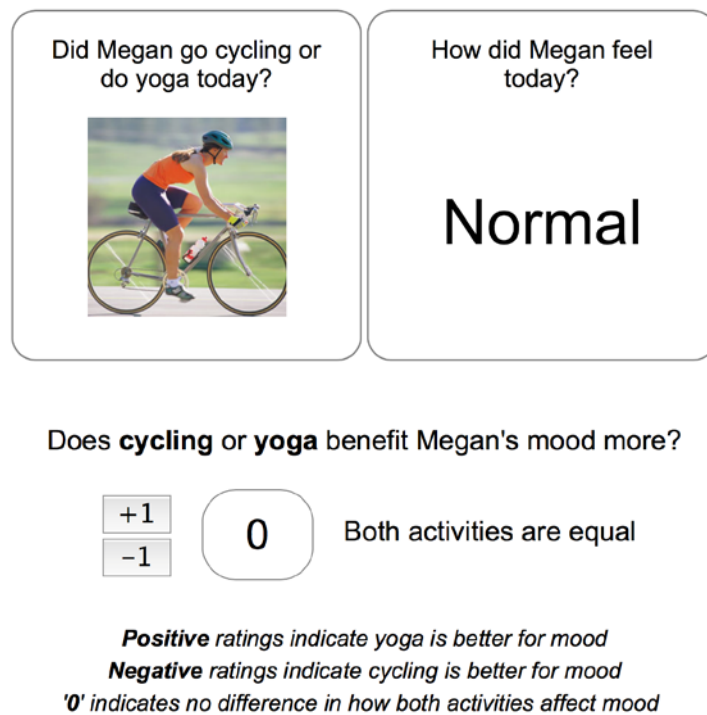 Did Megan go cycling or
do yoga today?
How did Megan feel
today?
Normal
Does cycling or yoga benefit Megan's mood more?
+1
−1
0
Both activities are equal
Positive ratings indicate yoga is better for mood
Negative ratings indicate cycling is better for mood
'0' indicates no difference in how both activities affect mood